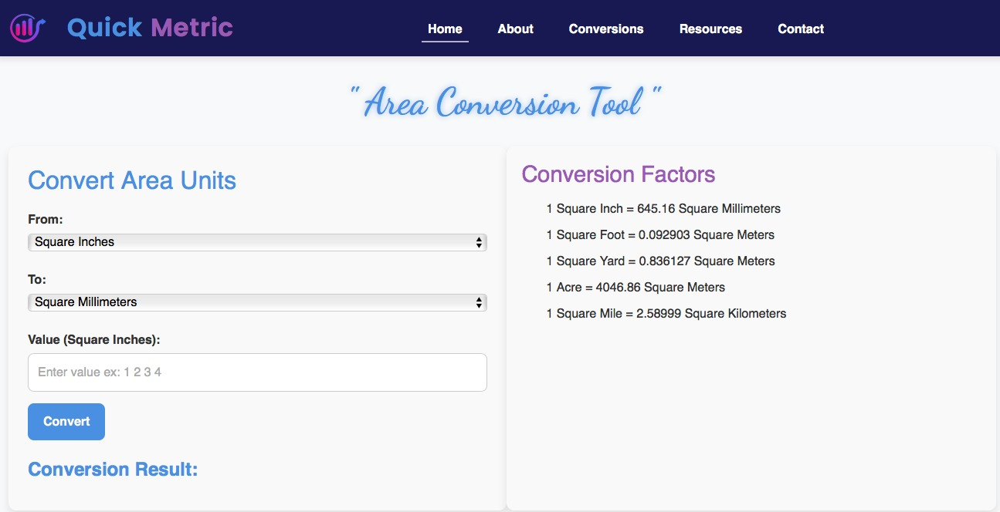 Quick Metric
Home About Conversions Resources Contact
" Area Conversion Tool "
Convert Area Units
From:
Square Inches
To:
Square Millimeters
Value (Square Inches):
Enter value ex: 1 2 3 4
Convert
Conversion Result:
Conversion Factors
1 Square Inch = 645.16 Square Millimeters
1 Square Foot = 0.092903 Square Meters
1 Square Yard = 0.836127 Square Meters
1 Acre = 4046.86 Square Meters
1 Square Mile = 2.58999 Square Kilometers